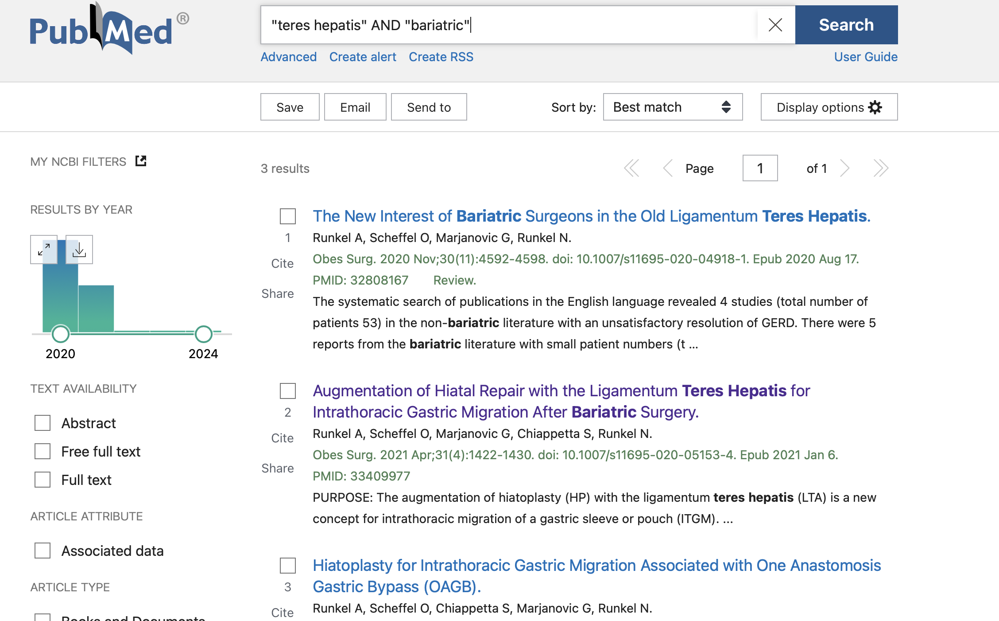 PubMed®
"teres hepatis" AND "bariatric"
Search
Advanced Create alert Create RSS
User Guide
Save Email Send to
Sort by: Best match
Display options
MY NCBI FILTERS
3 results
Page 1 of 1
RESULTS BY YEAR
2020 2024
TEXT AVAILABILITY
Abstract
Free full text
Full text
ARTICLE ATTRIBUTE
Associated data
ARTICLE TYPE
Books and Documents
The New Interest of Bariatric Surgeons in the Old Ligamentum Teres Hepatis.
1
Runkel A, Scheffel O, Marjanovic G, Runkel N.
Cite
Obes Surg. 2020 Nov;30(11):4592-4598. doi: 10.1007/s11695-020-04918-1. Epub 2020 Aug 17.
PMID: 32808167 Review.
Share
The systematic search of publications in the English language revealed 4 studies (total number of
patients 53) in the non-bariatric literature with an unsatisfactory resolution of GERD. There were 5
reports from the bariatric literature with small patient numbers (t ...
Augmentation of Hiatal Repair with the Ligamentum Teres Hepatis for
2
Intrathoracic Gastric Migration After Bariatric Surgery.
Runkel A, Scheffel O, Marjanovic G, Chiappetta S, Runkel N.
Cite
Obes Surg. 2021 Apr;31(4):1422-1430. doi: 10.1007/s11695-020-05153-4. Epub 2021 Jan 6.
Share
PMID: 33409977
PURPOSE: The augmentation of hiatoplasty (HP) with the ligamentum teres hepatis (LTA) is a new
concept for intrathoracic migration of a gastric sleeve or pouch (ITGM). ...
Hiatoplasty for Intrathoracic Gastric Migration Associated with One Anastomosis
3
Gastric Bypass (OAGB).
Cite
Runkel A, Scheffel O, Chiappetta S, Marjanovic G, Runkel N.